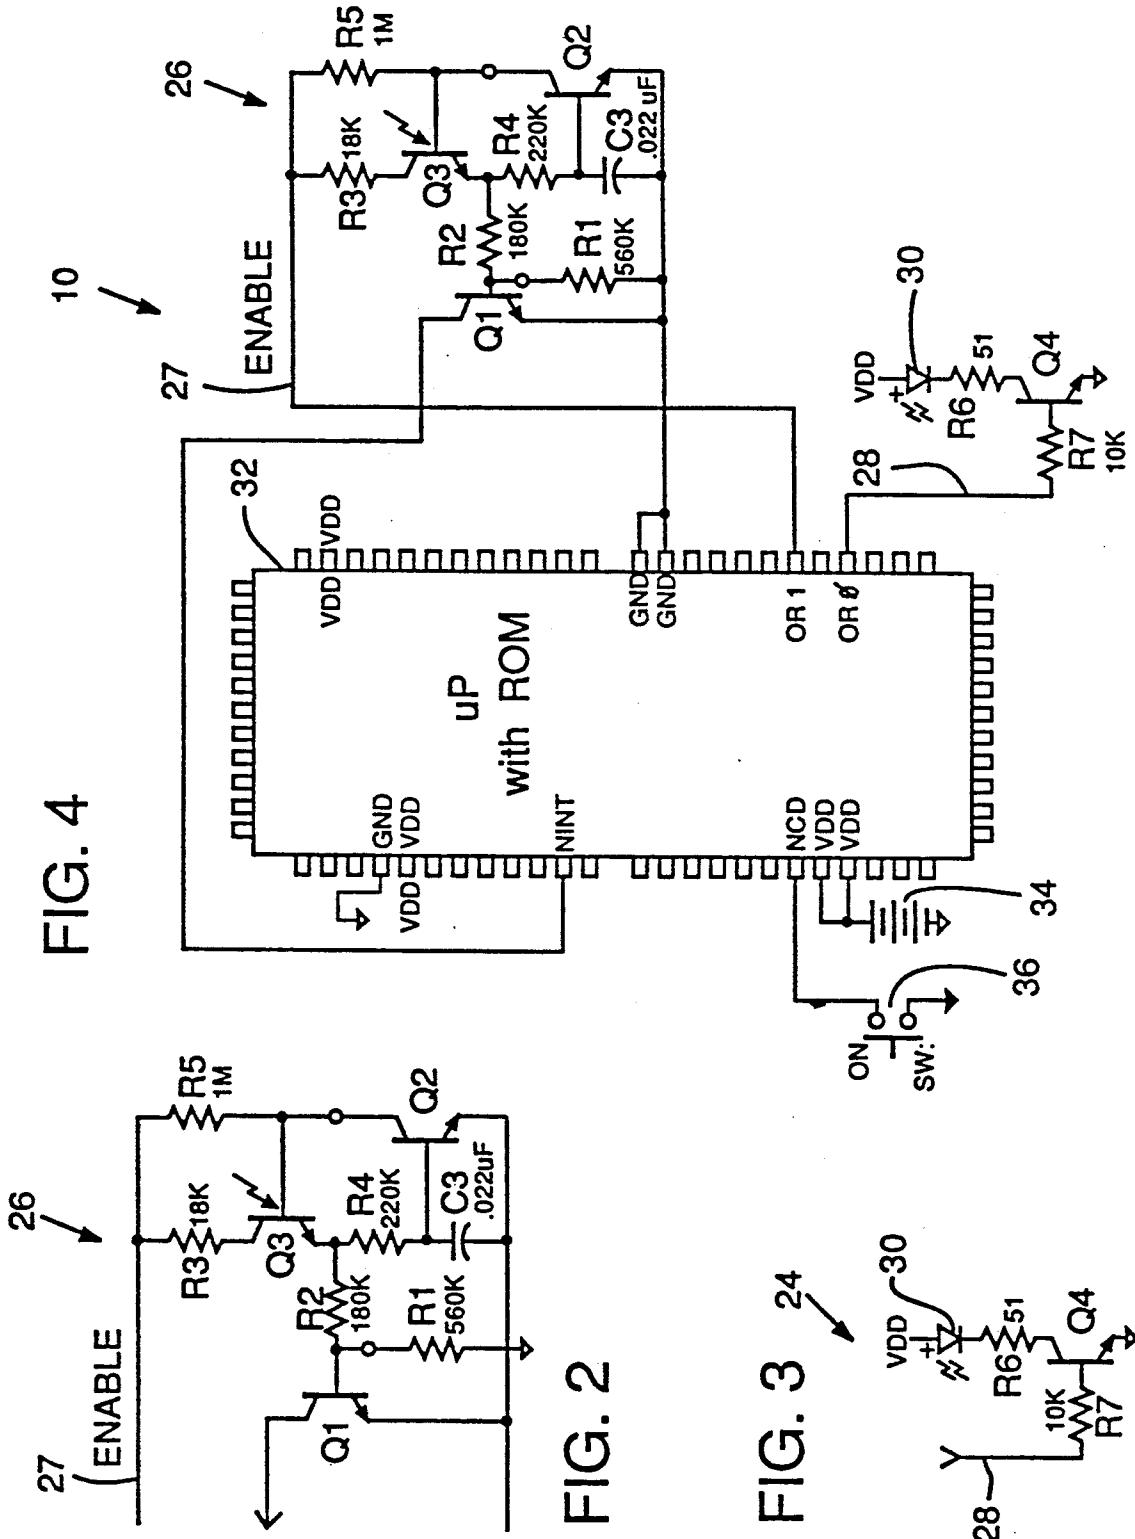 FIG. 4
10
26
27
ENABLE
R3
18K
R5
1M
Q3
R4
220K
Q2
R2
180K
Q1
R1
560K
C3
.022 uF
32
VDD
VDD
GND
GND
OR 1
OR 0
uP
with ROM
GND
VDD
VDD
NINT
NCD
VDD
VDD
34
36
ON
SW:
28
VDD
+
30
R6
51
Q4
R7
10K
FIG. 2
26
27
ENABLE
R3
18K
R5
1M
Q3
R4
220K
Q2
R2
180K
Q1
R1
560K
C3
.022uF
FIG. 3
24
28
VDD
+
30
R6
51
Q4
10K
R7